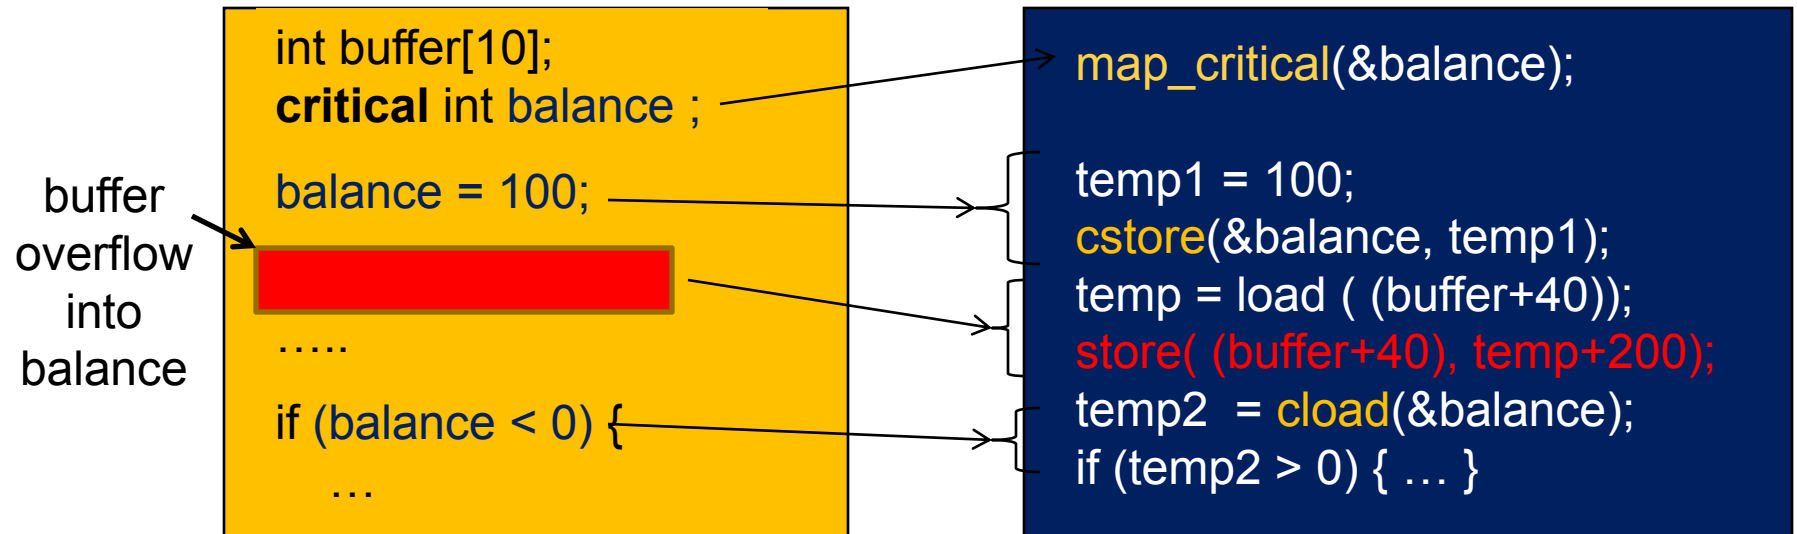 buffer
overflow
into
balance
int buffer[10];
critical int balance ;
balance = 100;
…..
if (balance < 0) {
…
map_critical(&balance);
temp1 = 100;
cstore(&balance, temp1);
temp = load ( (buffer+40));
store( (buffer+40), temp+200);
temp2  = cload(&balance);
if (temp2 > 0) { … }